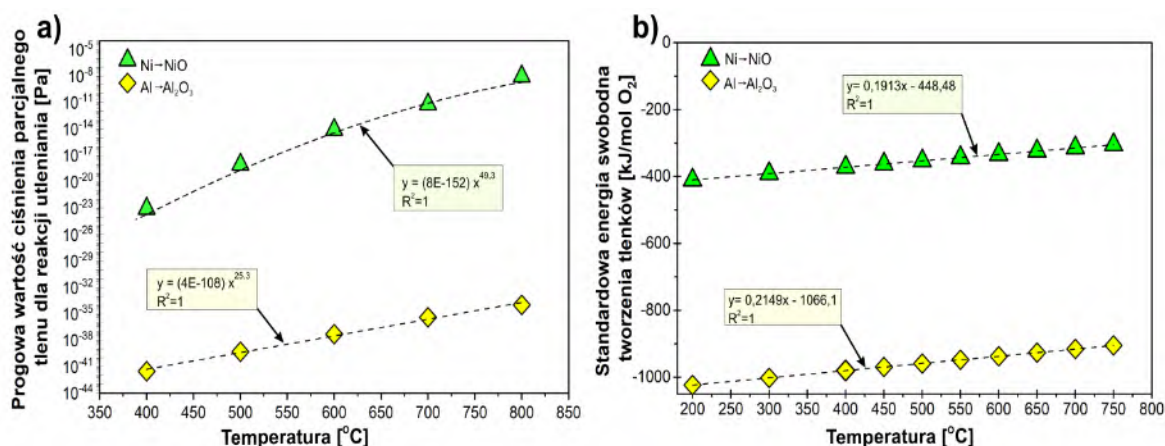 a)
Progowa wartość ciśnienia parcjalnego
tlenu dla reakcji utleniania [Pa]
10^-5
10^-8
10^-11
10^-14
10^-17
10^-20
10^-23
10^-26
10^-29
10^-32
10^-35
10^-38
10^-41
10^-44
Ni→NiO
Al→Al₂O₃
y = (8E-152) x^49,3
R²=1
y = (4E-108) x^25,3
R²=1
350 400 450 500 550 600 650 700 750 800 850
Temperatura [°C]
b)
Standardowa energia swobodna
tworzenia tlenków [kJ/mol O₂]
0
-200
-400
-600
-800
-1000
Ni→NiO
Al→Al₂O₃
y= 0,1913x - 448,48
R²=1
y= 0,2149x - 1066,1
R²=1
200 250 300 350 400 450 500 550 600 650 700 750 800
Temperatura [°C]